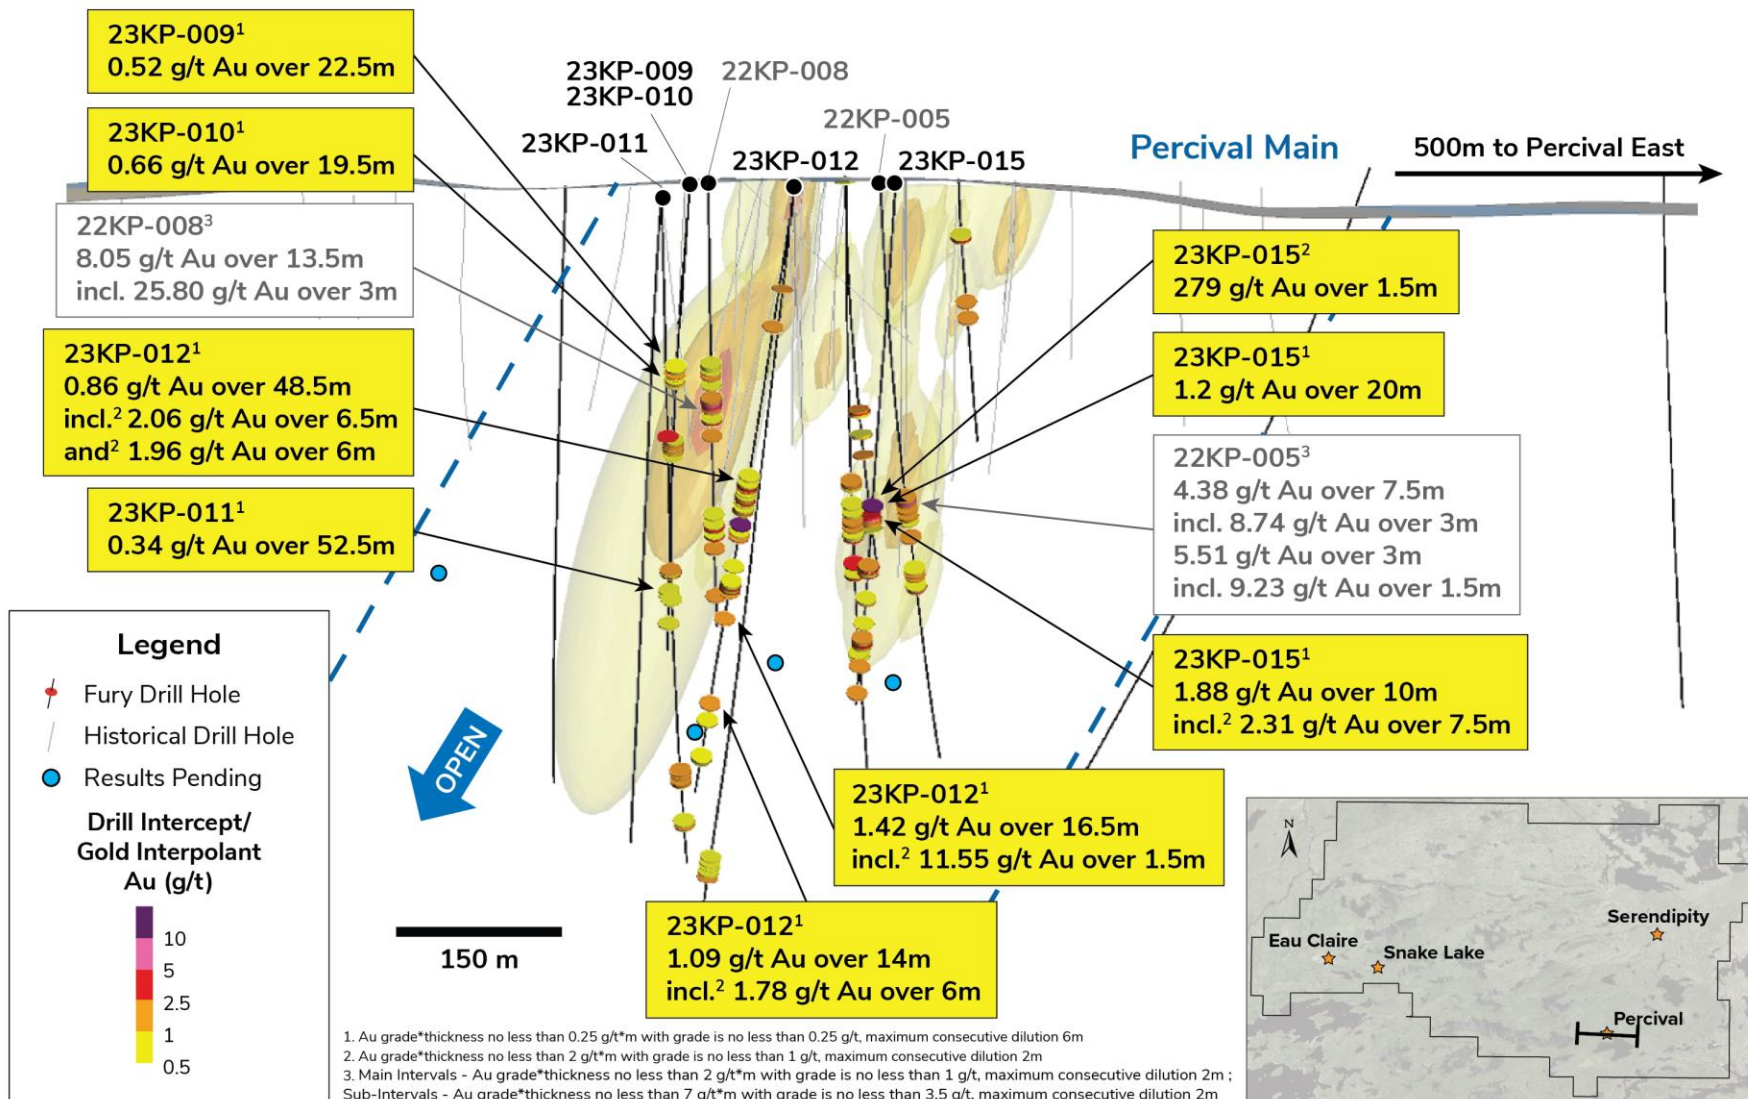 23KP-009¹
0.52 g/t Au over 22.5m
23KP-010¹
0.66 g/t Au over 19.5m
22KP-008³
8.05 g/t Au over 13.5m
incl. 25.80 g/t Au over 3m
23KP-012¹
0.86 g/t Au over 48.5m
incl.² 2.06 g/t Au over 6.5m
and² 1.96 g/t Au over 6m
23KP-011¹
0.34 g/t Au over 52.5m
23KP-009
23KP-010
22KP-008
23KP-011
22KP-005
23KP-012
23KP-015
Percival Main
500m to Percival East
23KP-015²
279 g/t Au over 1.5m
23KP-015¹
1.2 g/t Au over 20m
22KP-005³
4.38 g/t Au over 7.5m
incl. 8.74 g/t Au over 3m
5.51 g/t Au over 3m
incl. 9.23 g/t Au over 1.5m
23KP-015¹
1.88 g/t Au over 10m
incl.² 2.31 g/t Au over 7.5m
23KP-012¹
1.42 g/t Au over 16.5m
incl.² 11.55 g/t Au over 1.5m
23KP-012¹
1.09 g/t Au over 14m
incl.² 1.78 g/t Au over 6m
OPEN
150 m
Legend
Fury Drill Hole
Historical Drill Hole
Results Pending
Drill Intercept/
Gold Interpolant
Au (g/t)
10
5
2.5
1
0.5
N
Eau Claire
Snake Lake
Serendipity
Percival
1. Au grade*thickness no less than 0.25 g/t*m with grade is no less than 0.25 g/t, maximum consecutive dilution 6m
2. Au grade*thickness no less than 2 g/t*m with grade is no less than 1 g/t, maximum consecutive dilution 2m
3. Main Intervals - Au grade*thickness no less than 2 g/t*m with grade is no less than 1 g/t, maximum consecutive dilution 2m ;
Sub-Intervals - Au grade*thickness no less than 7 g/t*m with grade is no less than 3.5 g/t, maximum consecutive dilution 2m